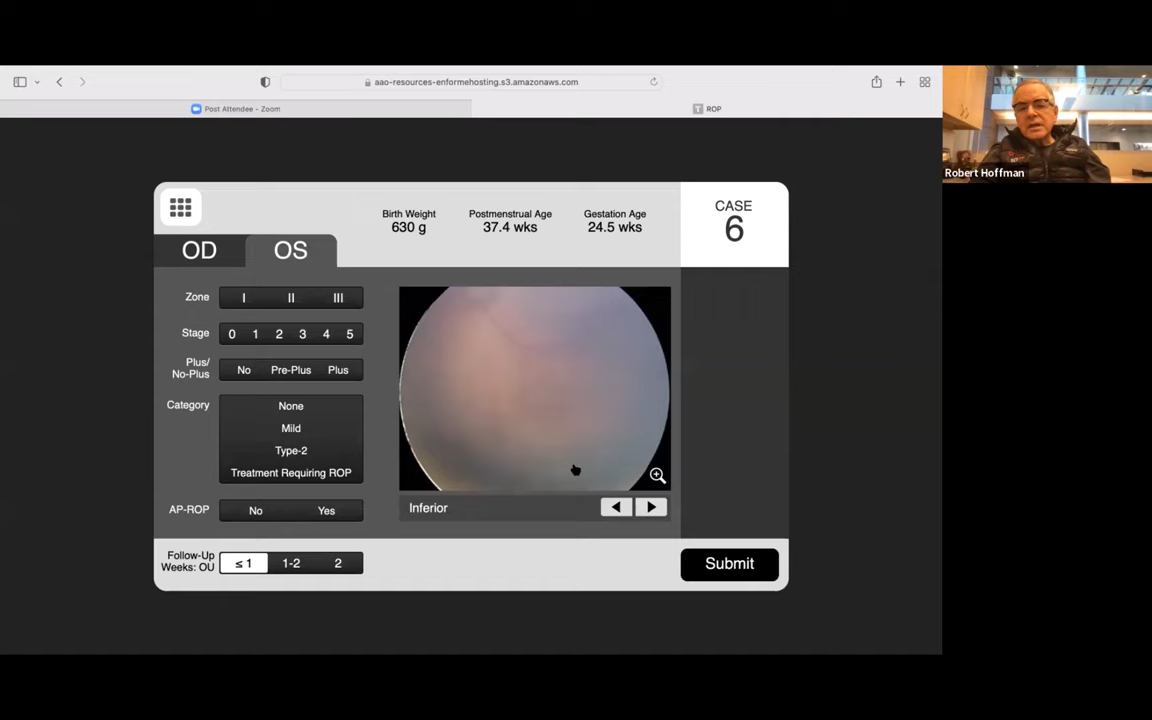 aao-resources-enformehosting.s3.amazonaws.com
Post Attendee - Zoom
T ROP
Robert Hoffman
Birth Weight
630 g
Postmenstrual Age
37.4 wks
Gestation Age
24.5 wks
CASE
6
OD OS
Zone I II III
Stage 0 1 2 3 4 5
Plus/
No-Plus
No Pre-Plus Plus
Category
None
Mild
Type-2
Treatment Requiring ROP
AP-ROP No Yes
Inferior
Follow-Up
Weeks: OU
≤ 1 1-2 2
Submit